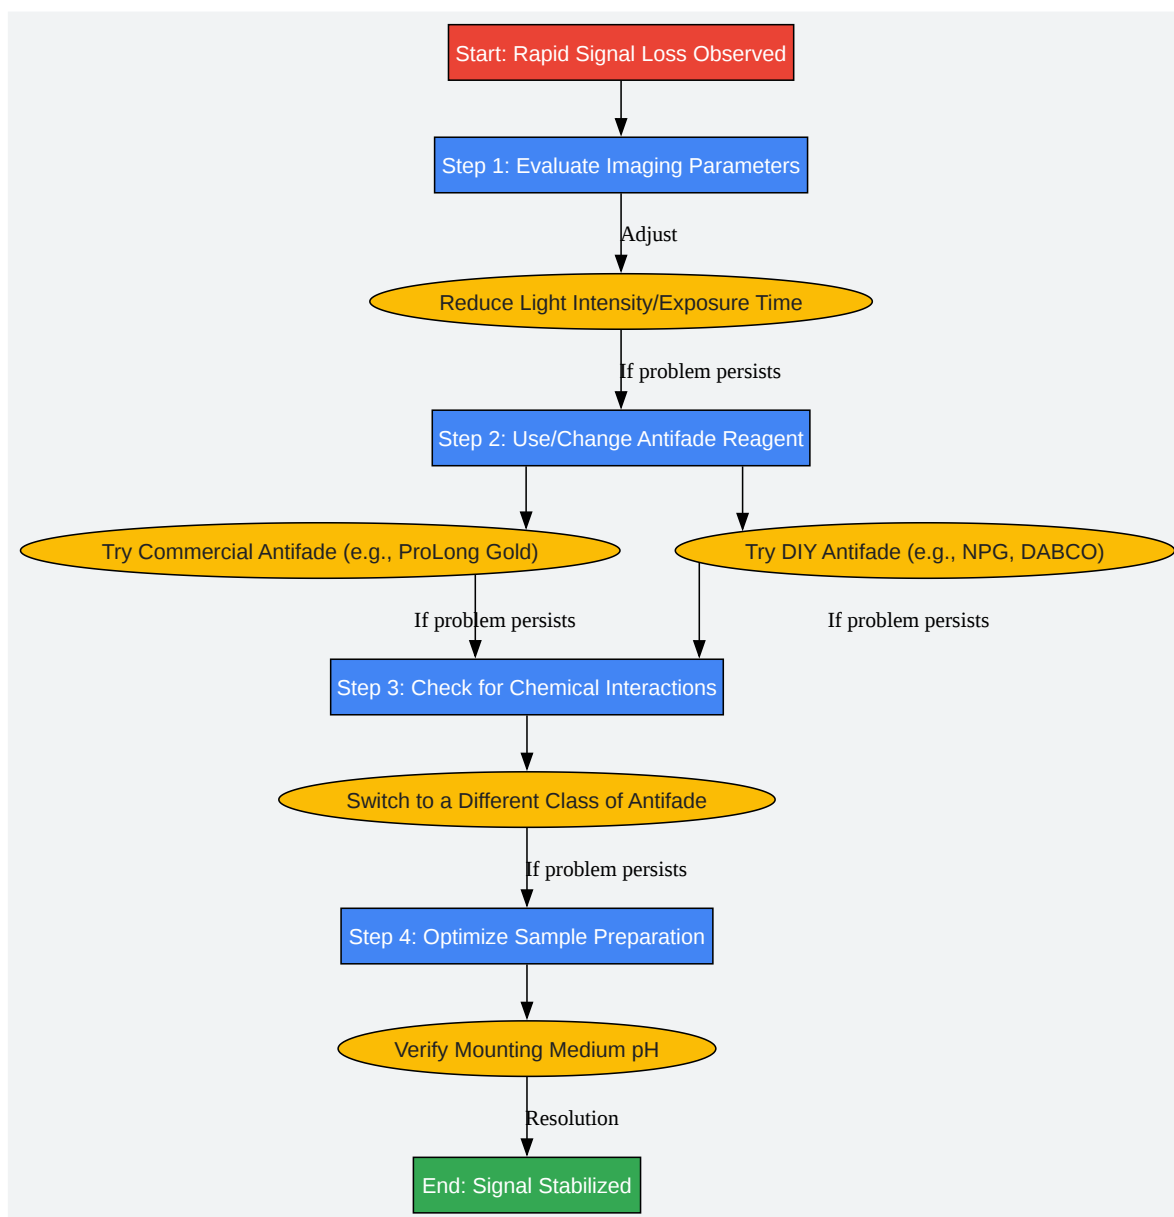 Start: Rapid Signal Loss Observed
Step 1: Evaluate Imaging Parameters
Adjust
Reduce Light Intensity/Exposure Time
If problem persists
Step 2: Use/Change Antifade Reagent
Try Commercial Antifade (e.g., ProLong Gold)
Try DIY Antifade (e.g., NPG, DABCO)
If problem persists
If problem persists
Step 3: Check for Chemical Interactions
Switch to a Different Class of Antifade
If problem persists
Step 4: Optimize Sample Preparation
Verify Mounting Medium pH
Resolution
End: Signal Stabilized